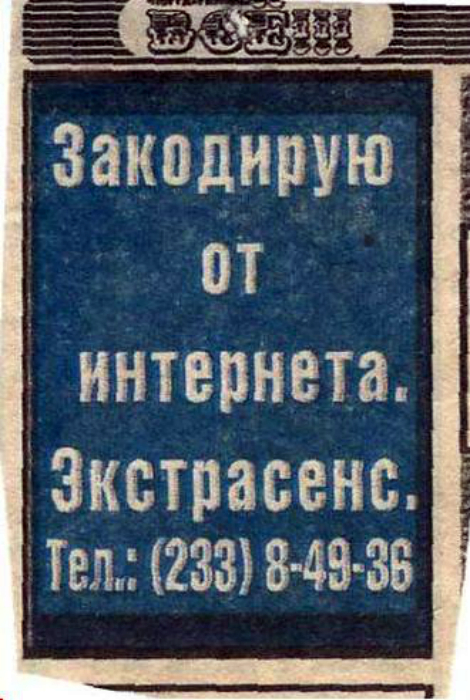 Закодирую
от
интернета.
Экстрасенс.
Тел.: (233) 8-49-36